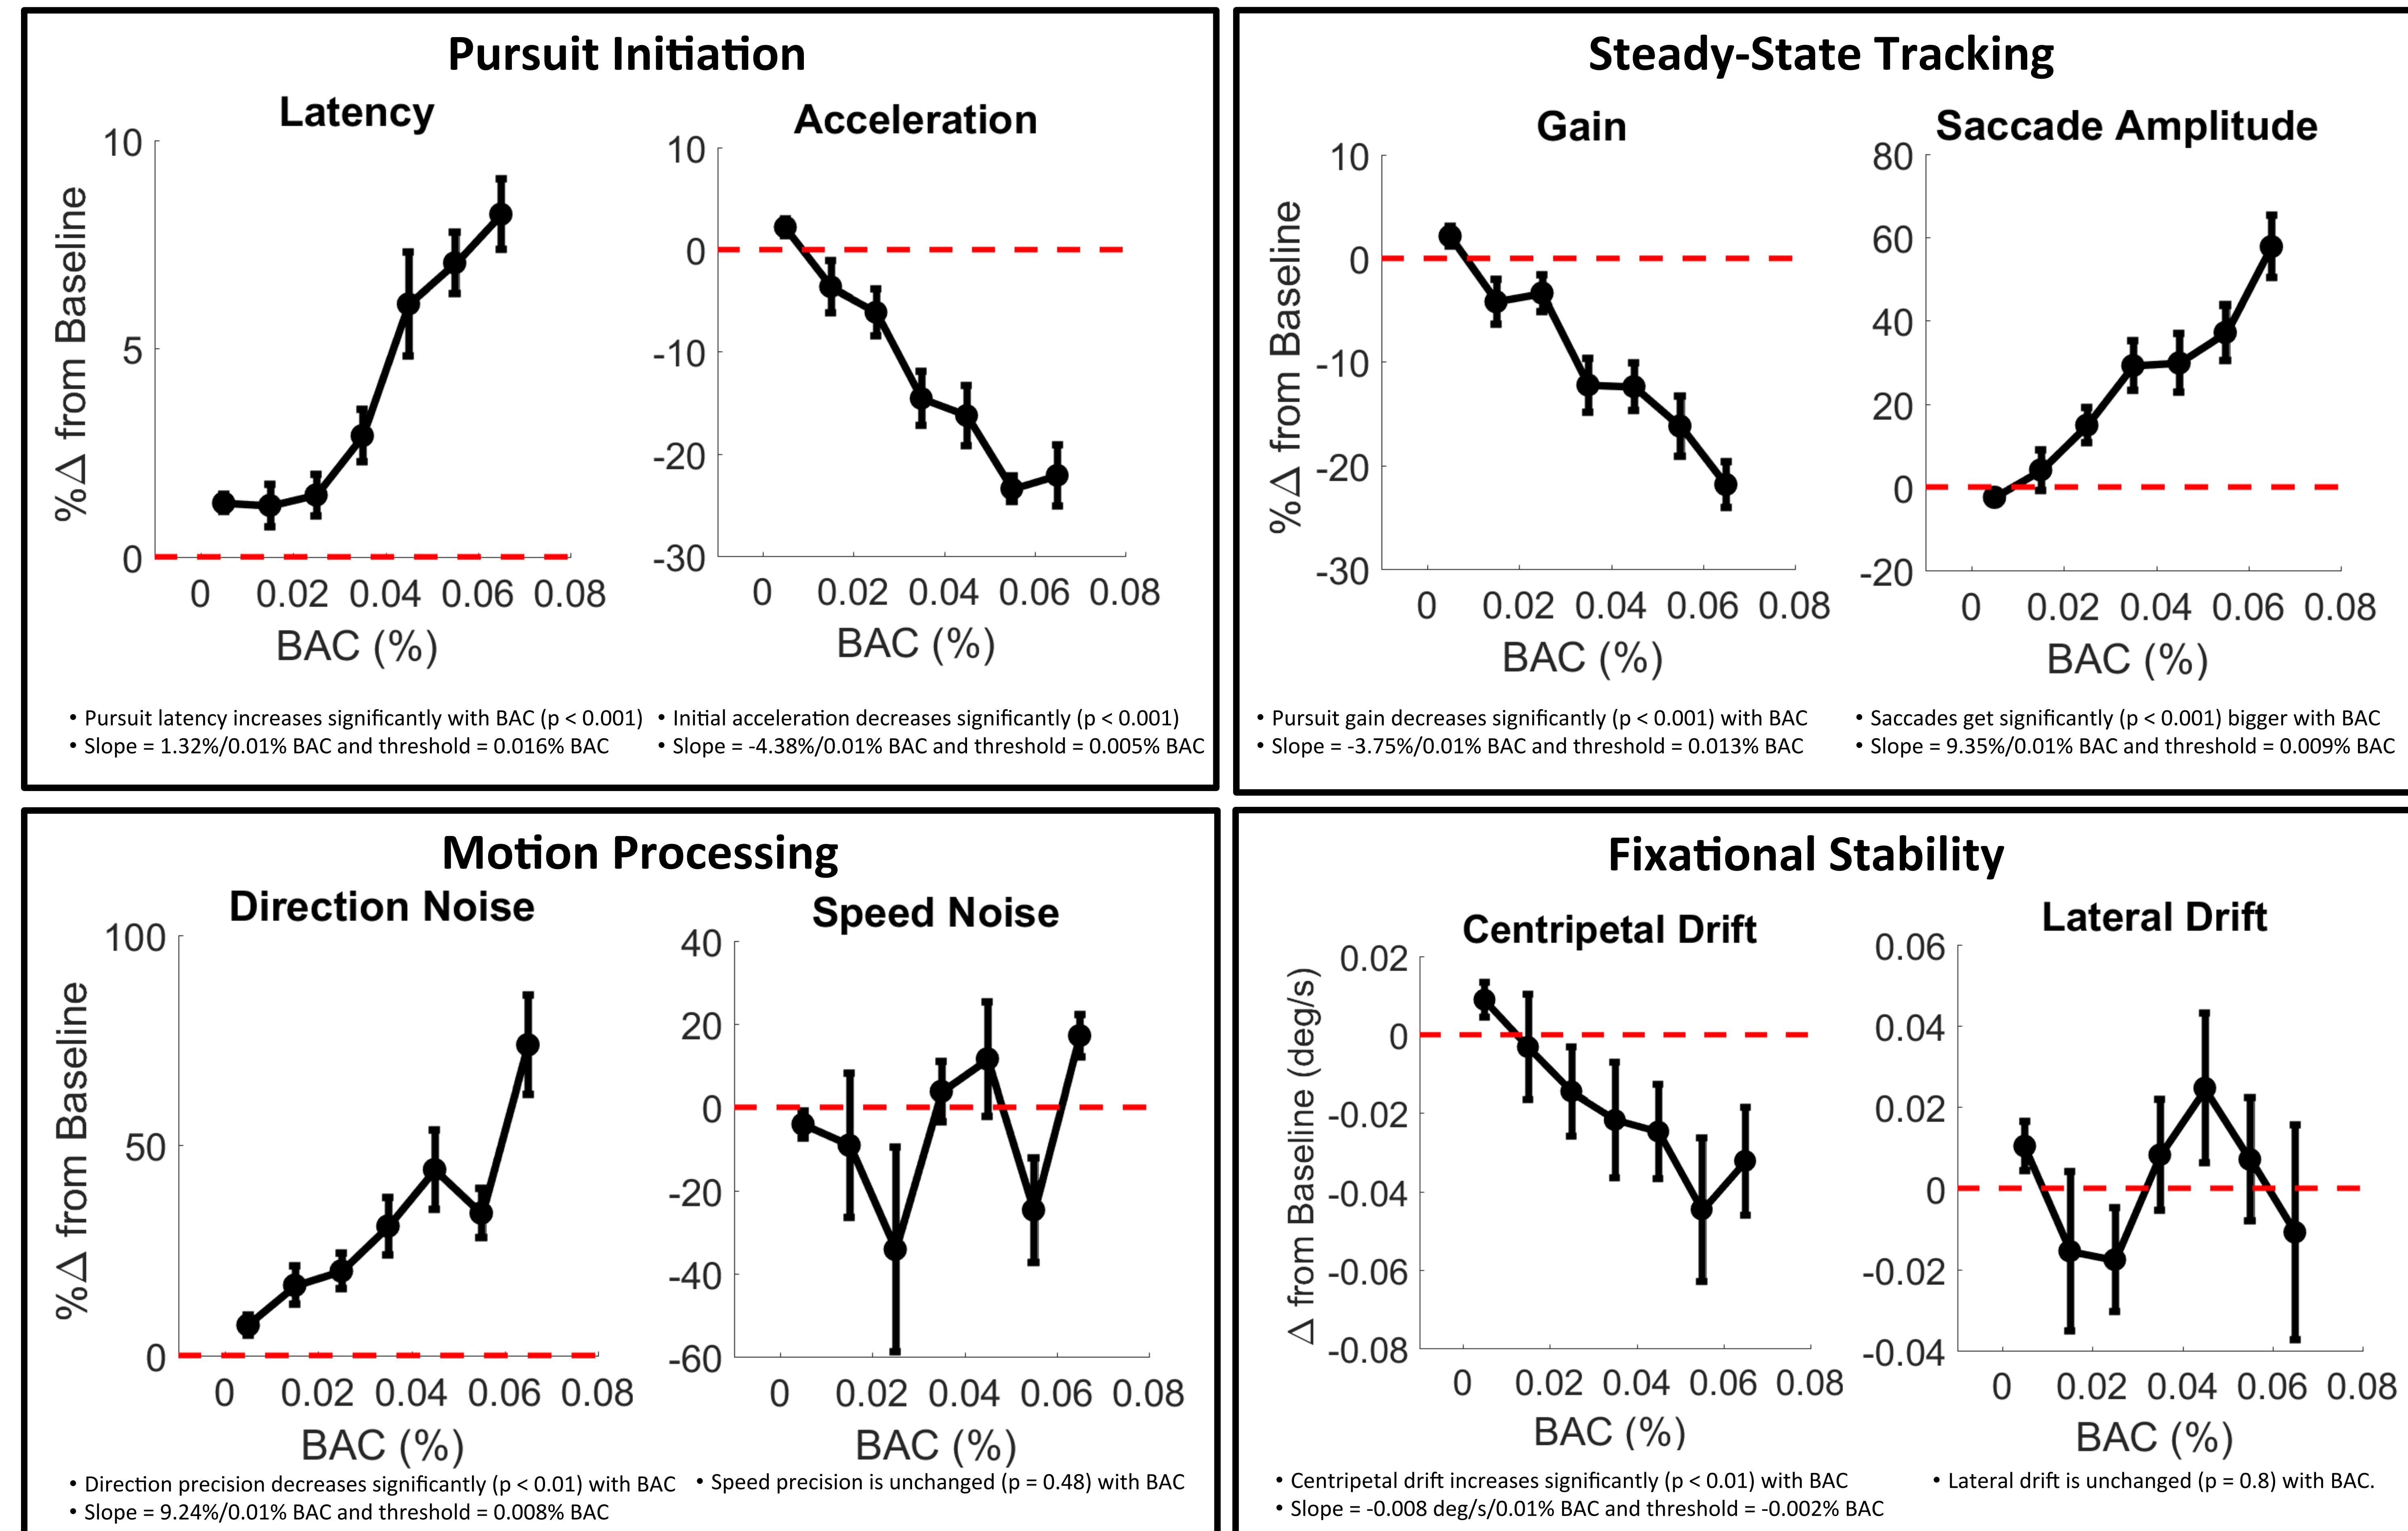 Pursuit Initiation
Latency
%Δ from Baseline
10
5
0
0 0.02 0.04 0.06 0.08
BAC (%)
• Pursuit latency increases significantly with BAC (p < 0.001)
• Slope = 1.32%/0.01% BAC and threshold = 0.016% BAC
Acceleration
10
0
-10
-20
-30
0 0.02 0.04 0.06 0.08
BAC (%)
• Initial acceleration decreases significantly (p < 0.001)
• Slope = -4.38%/0.01% BAC and threshold = 0.005% BAC
Steady-State Tracking
Gain
%Δ from Baseline
10
0
-10
-20
-30
0 0.02 0.04 0.06 0.08
BAC (%)
• Pursuit gain decreases significantly (p < 0.001) with BAC
• Slope = -3.75%/0.01% BAC and threshold = 0.013% BAC
Saccade Amplitude
80
60
40
20
0
-20
0 0.02 0.04 0.06 0.08
BAC (%)
• Saccades get significantly (p < 0.001) bigger with BAC
• Slope = 9.35%/0.01% BAC and threshold = 0.009% BAC
Motion Processing
Direction Noise
%Δ from Baseline
100
50
0
0 0.02 0.04 0.06 0.08
BAC (%)
• Direction precision decreases significantly (p < 0.01) with BAC
• Slope = 9.24%/0.01% BAC and threshold = 0.008% BAC
Speed Noise
40
20
0
-20
-40
-60
0 0.02 0.04 0.06 0.08
BAC (%)
• Speed precision is unchanged (p = 0.48) with BAC
Fixational Stability
Centripetal Drift
Δ from Baseline (deg/s)
0.02
0
-0.02
-0.04
-0.06
-0.08
0 0.02 0.04 0.06 0.08
BAC (%)
• Centripetal drift increases significantly (p < 0.01) with BAC
• Slope = -0.008 deg/s/0.01% BAC and threshold = -0.002% BAC
Lateral Drift
0.06
0.04
0.02
0
-0.02
-0.04
0 0.02 0.04 0.06 0.08
BAC (%)
• Lateral drift is unchanged (p = 0.8) with BAC.